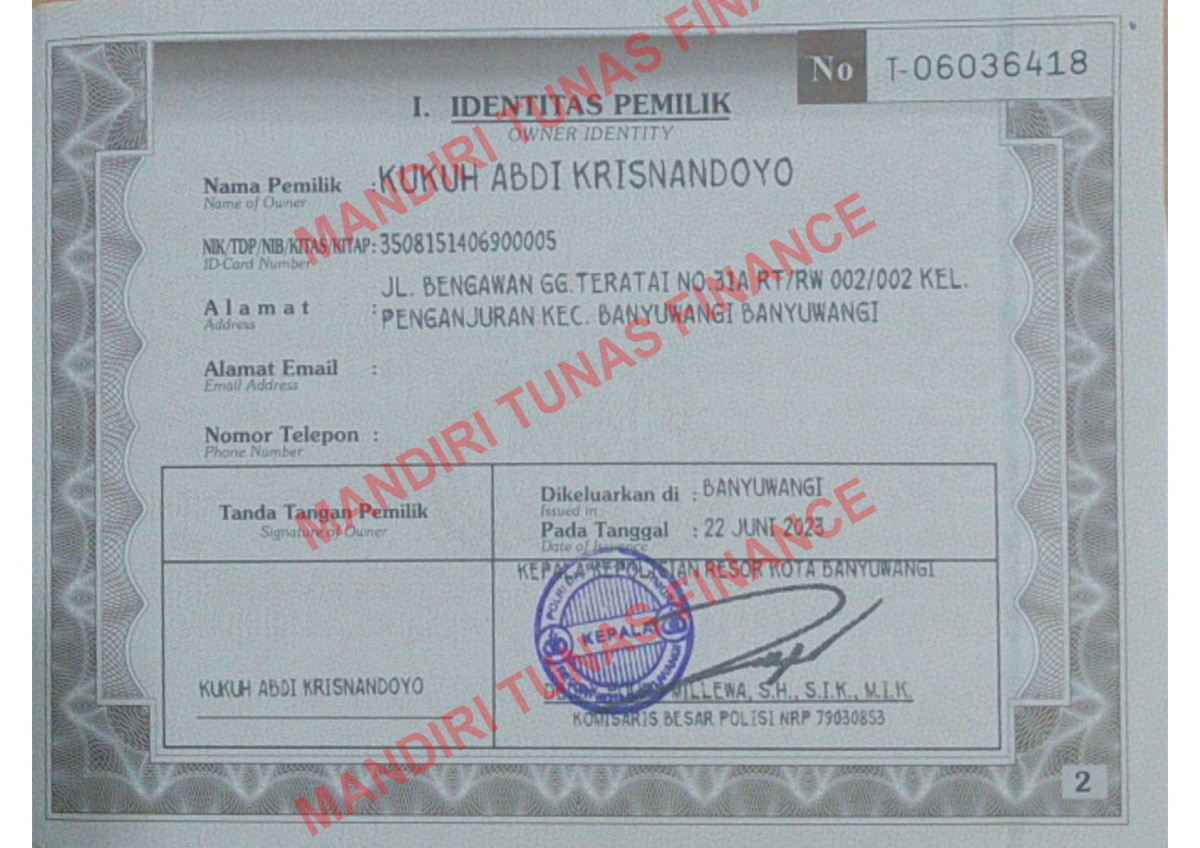 No T-06036418
I. IDENTITAS PEMILIK
OWNER IDENTITY
Nama Pemilik : KUKUH ABDI KRISNANDOYO
Name of Owner
NIK/TDP/NIB/KITAS/KITAP: 3508151406900005
ID-Card Number
JL. BENGAWAN GG.TERATAI NO.31A RT/RW 002/002 KEL.
Alamat : PENGANJURAN KEC. BANYUWANGI BANYUWANGI
Address
Alamat Email :
Email Address
Nomor Telepon :
Phone Number
Tanda Tangan Pemilik
Signature of Owner
Dikeluarkan di : BANYUWANGI
Issued in
Pada Tanggal : 22 JUNI 2023
Date of Issuance
KEPALA KEPOLISIAN RESOR KOTA BANYUWANGI
KEPALA
KUKUH ABDI KRISNANDOYO
S.H., S.I.K., M.I.K.
KOMISARIS BESAR POLISI NRP 79030853
2
MANDIRI TUNAS FINANCE
MANDIRI TUNAS FINANCE
MANDIRI TUNAS FINANCE